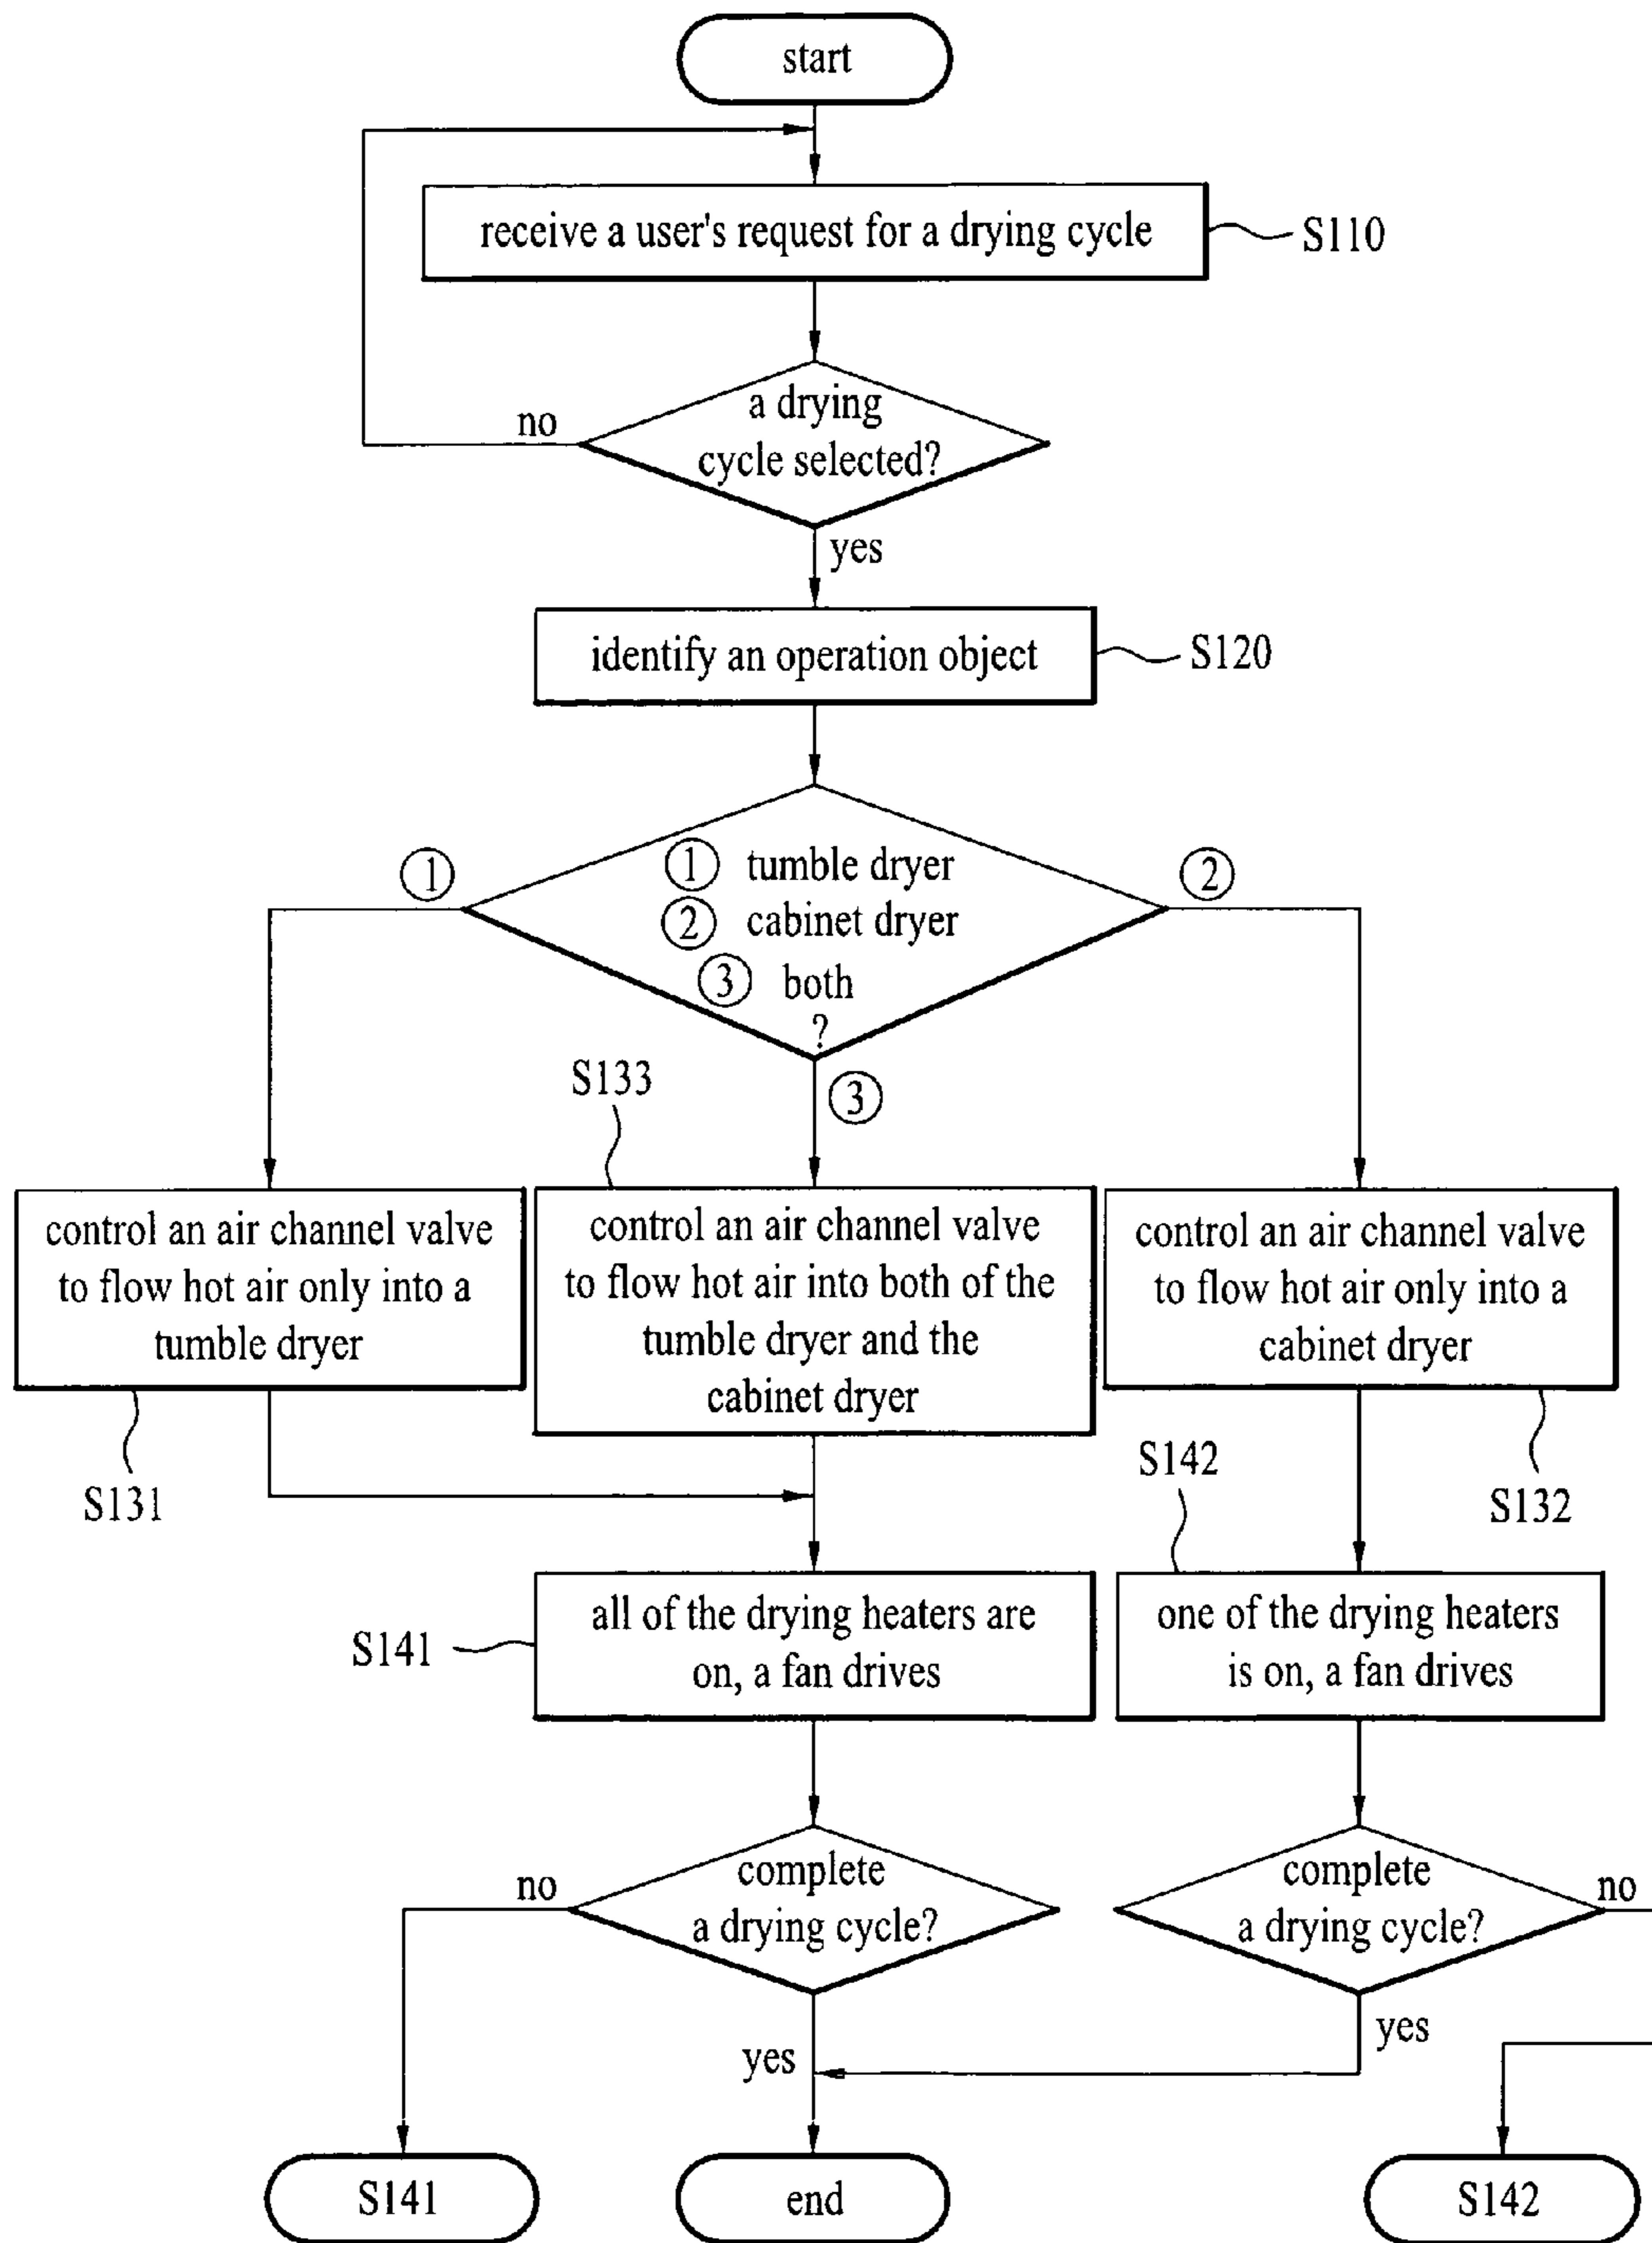 start
receive a user's request for a drying cycle
S110
a drying
cycle selected?
no
yes
identify an operation object
S120
① tumble dryer
② cabinet dryer
③ both
?
①
②
③
S133
control an air channel valve
to flow hot air only into a
tumble dryer
S131
control an air channel valve
to flow hot air into both of the
tumble dryer and the
cabinet dryer
control an air channel valve
to flow hot air only into a
cabinet dryer
S132
S141
all of the drying heaters are
on, a fan drives
S142
one of the drying heaters
is on, a fan drives
complete
a drying cycle?
no
yes
complete
a drying cycle?
no
yes
S141
end
S142